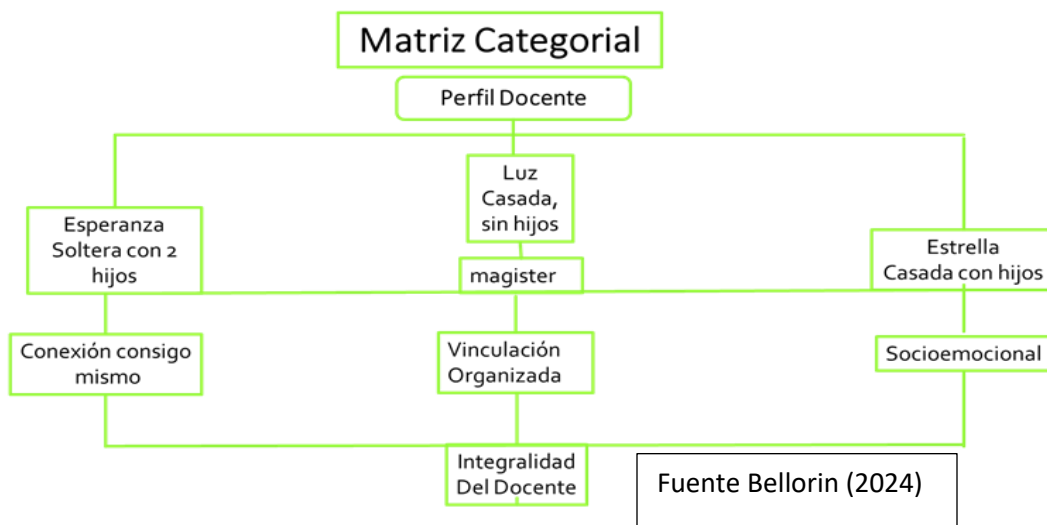 Matriz Categorial
Perfil Docente
Esperanza
Soltera con 2
hijos
Luz
Casada,
sin hijos
Estrella
Casada con hijos
magister
Conexión consigo
mismo
Vinculación
Organizada
Socioemocional
Integralidad
Del Docente
Fuente Bellorin (2024)